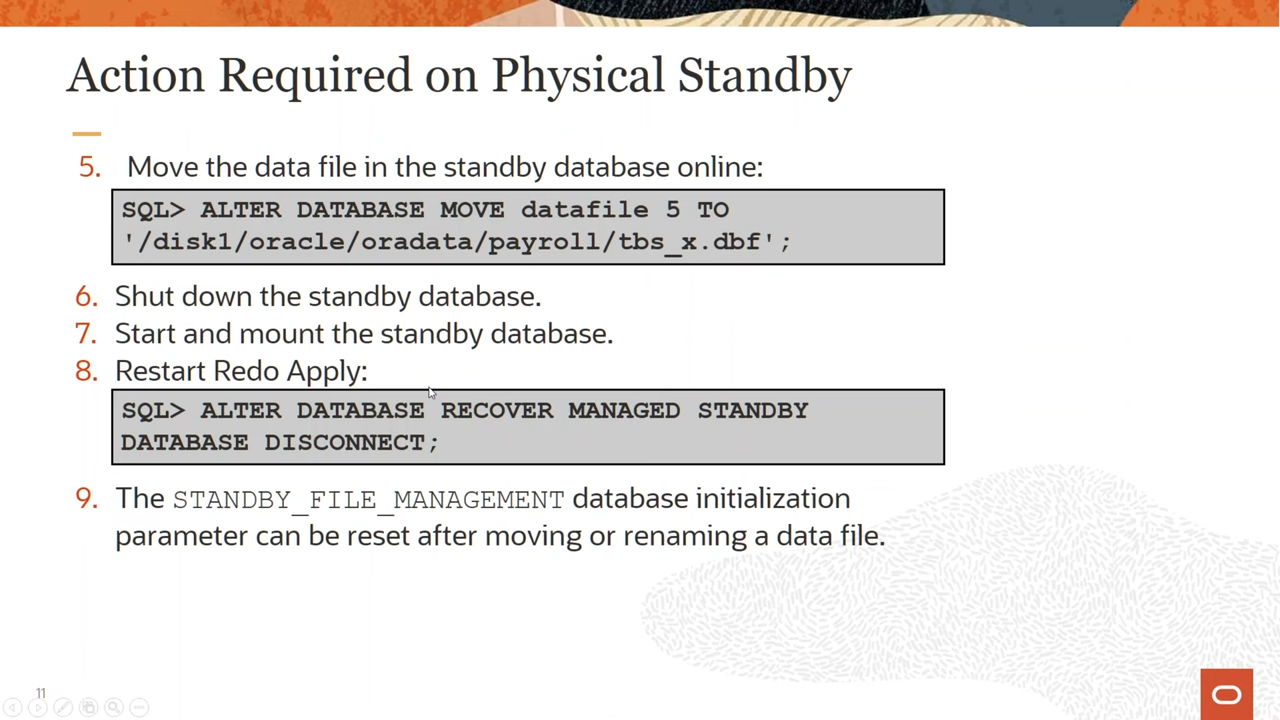 Action Required on Physical Standby
5. Move the data file in the standby database online:
SQL> ALTER DATABASE MOVE datafile 5 TO
'/disk1/oracle/oradata/payroll/tbs_x.dbf';
6. Shut down the standby database.
7. Start and mount the standby database.
8. Restart Redo Apply:
SQL> ALTER DATABASE RECOVER MANAGED STANDBY
DATABASE DISCONNECT;
9. The STANDBY_FILE_MANAGEMENT database initialization
parameter can be reset after moving or renaming a data file.
11